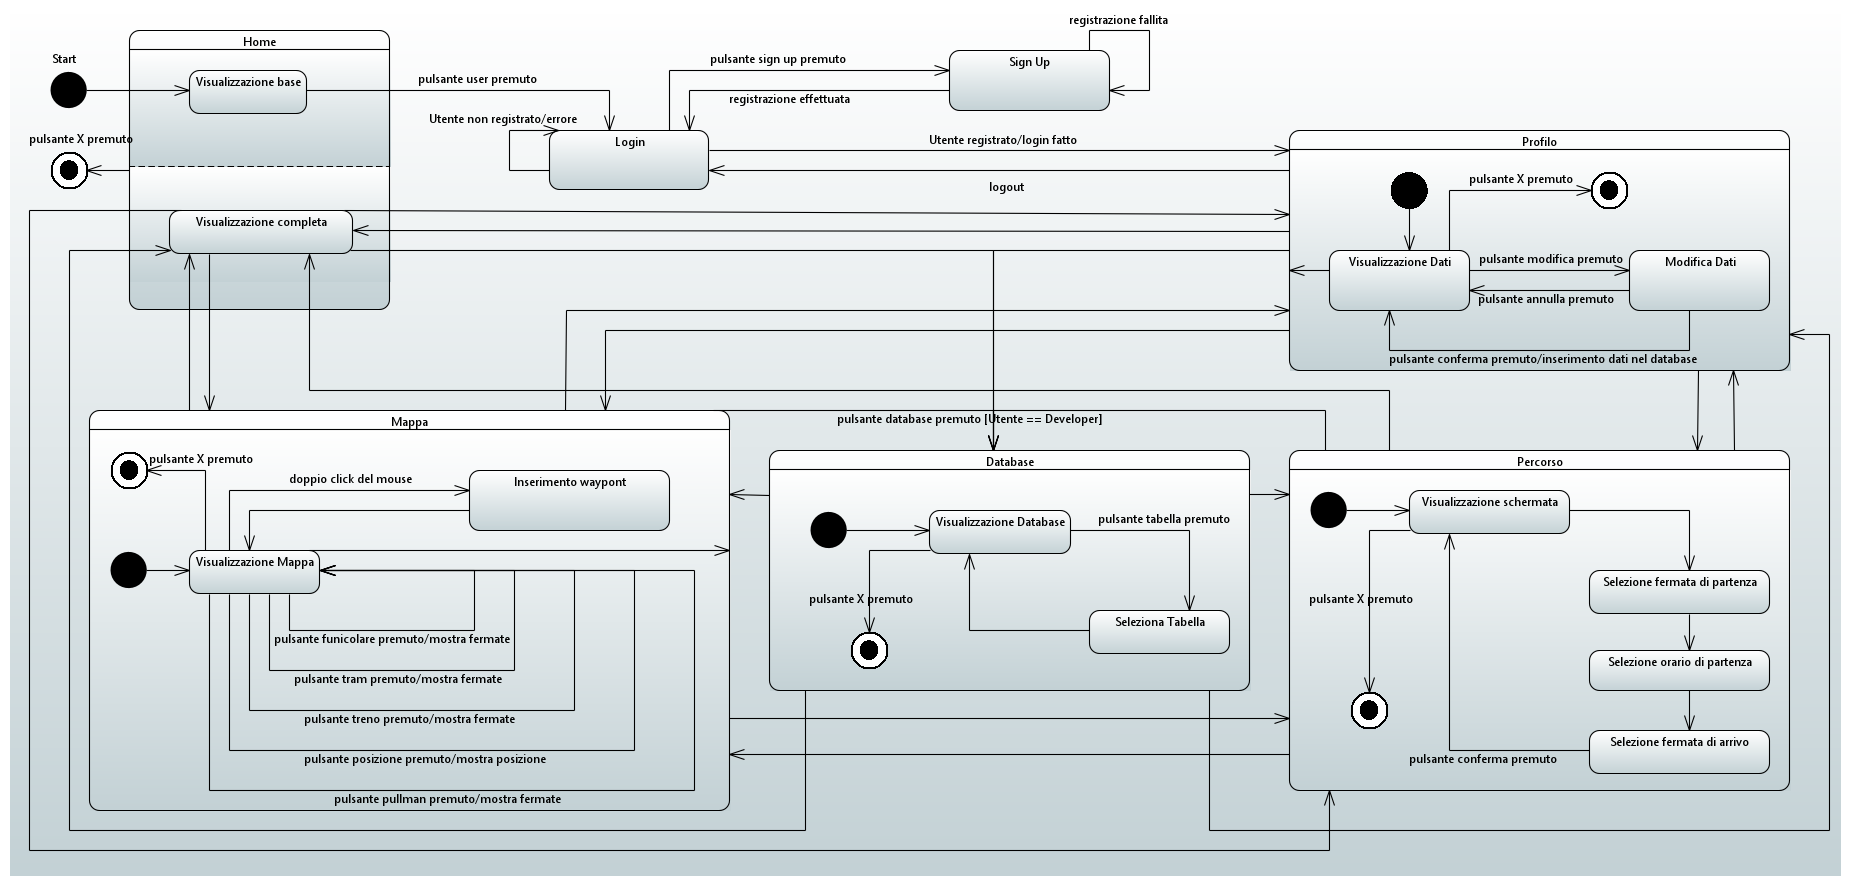 registrazione fallita
Home
Start
pulsante sign up premuto
Sign Up
Visualizzazione base
pulsante user premuto
registrazione effettuata
Utente non registrato/errore
pulsante X premuto
Login
Utente registrato/login fatto
Profilo
logout
pulsante X premuto
Visualizzazione completa
Visualizzazione Dati
pulsante modifica premuto
Modifica Dati
pulsante annulla premuto
pulsante conferma premuto/inserimento dati nel database
Mappa
pulsante database premuto [Utente == Developer]
pulsante X premuto
Database
Percorso
doppio click del mouse
Inserimento waypont
Visualizzazione Database
pulsante tabella premuto
Visualizzazione schermata
Visualizzazione Mappa
Selezione fermata di partenza
pulsante X premuto
pulsante X premuto
Seleziona Tabella
pulsante funicolare premuto/mostra fermate
Selezione orario di partenza
pulsante tram premuto/mostra fermate
pulsante treno premuto/mostra fermate
Selezione fermata di arrivo
pulsante posizione premuto/mostra posizione
pulsante conferma premuto
pulsante pullman premuto/mostra fermate